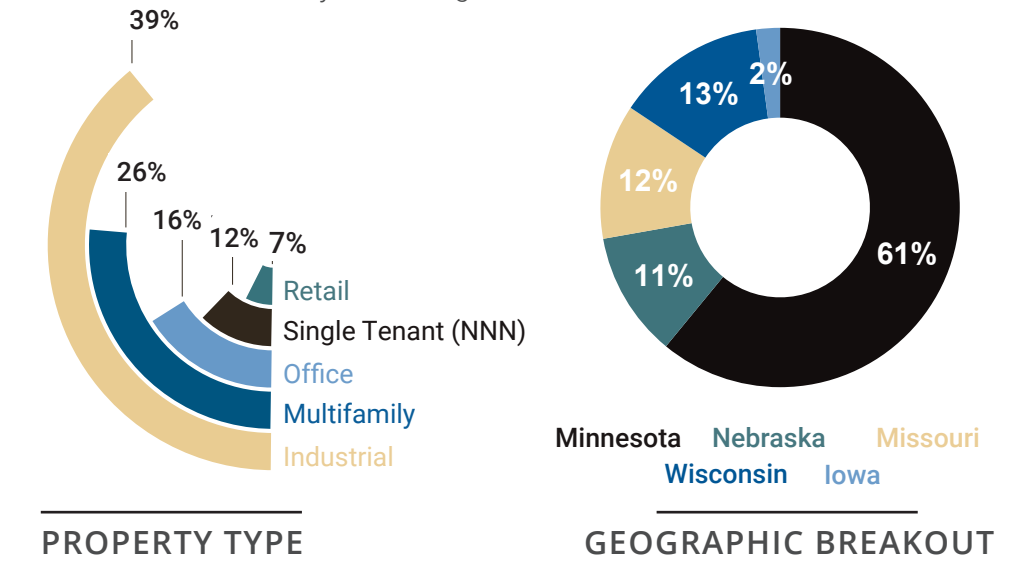 39%
26%
16%
12%
7%
Retail
Single Tenant (NNN)
Office
Multifamily
Industrial
PROPERTY TYPE
2%
13%
12%
61%
11%
Minnesota Nebraska Missouri
Wisconsin Iowa
GEOGRAPHIC BREAKOUT